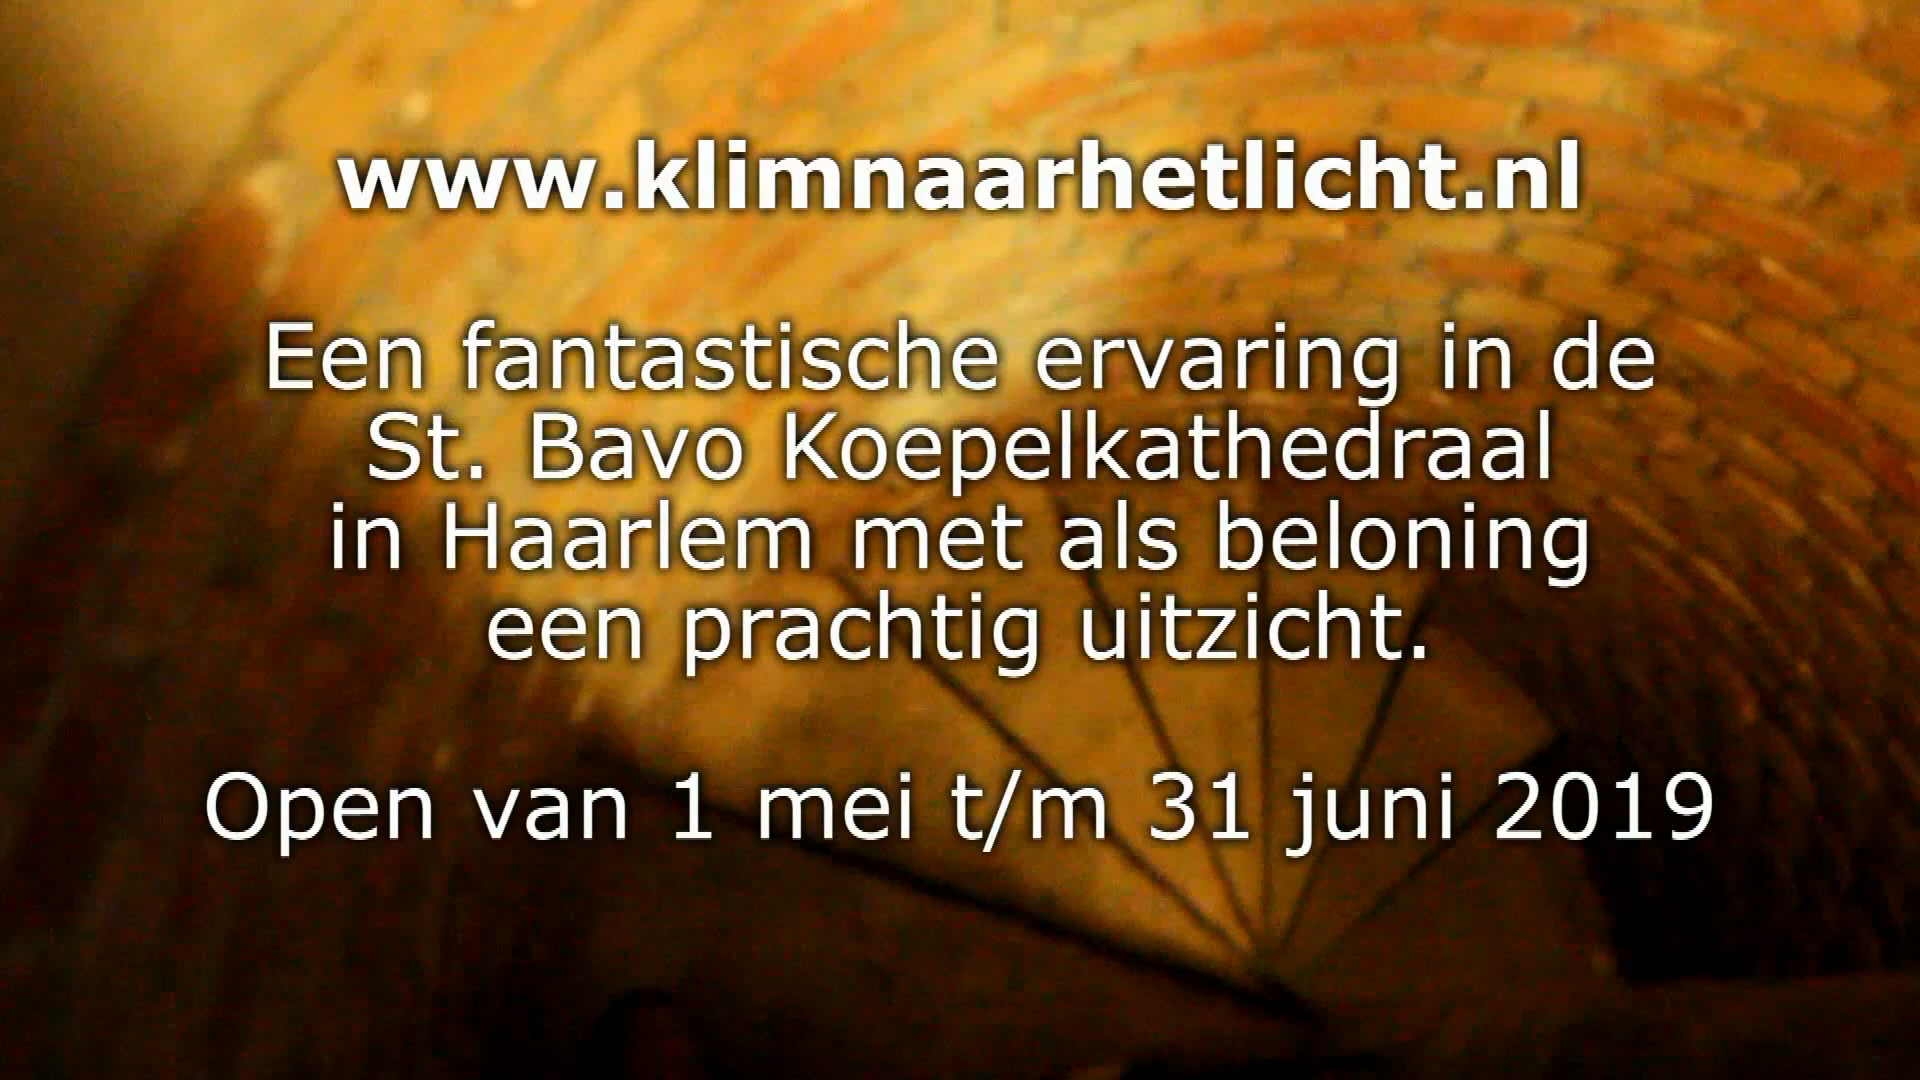 www.klimnaarhetlicht.nl
Een fantastische ervaring in de
St. Bavo Koepelkathedraal
in Haarlem met als beloning
een prachtig uitzicht.
Open van 1 mei t/m 31 juni 2019